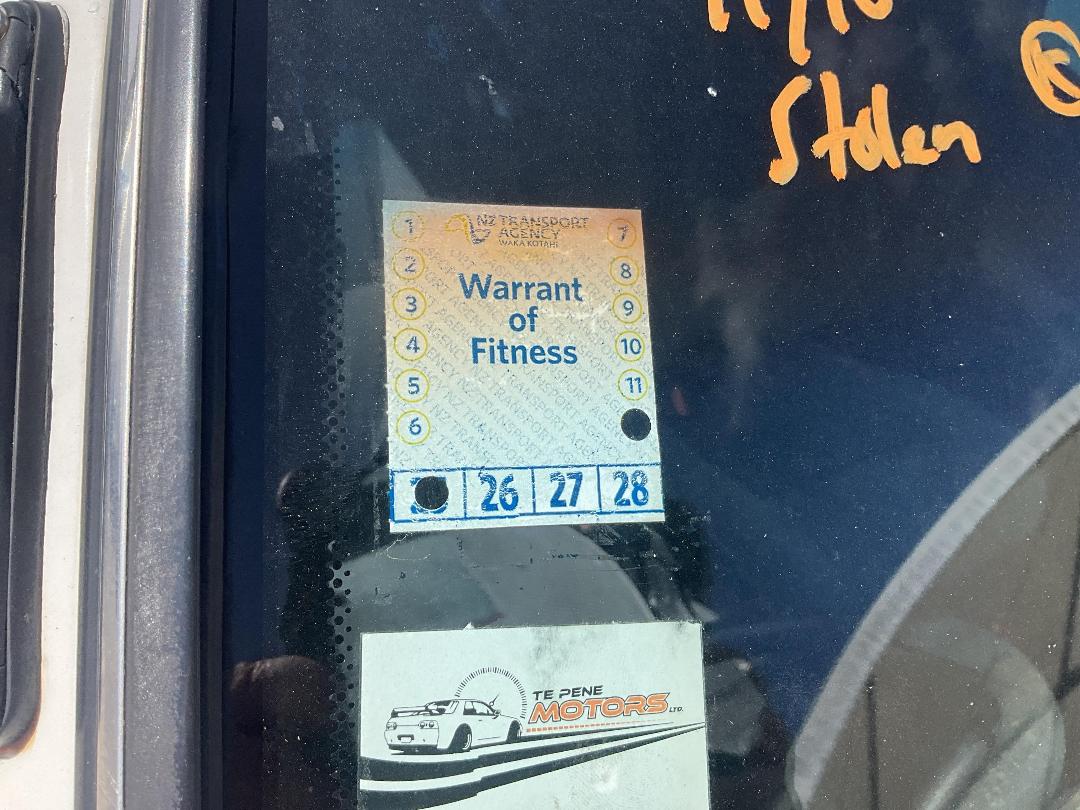 Stolen
1
NZ TRANSPORT
AGENCY
WAKA KOTAHI
7
2
8
Warrant
of
Fitness
3
9
4
10
5
11
6
26
27
28
TE PENE
MOTORS LTD.